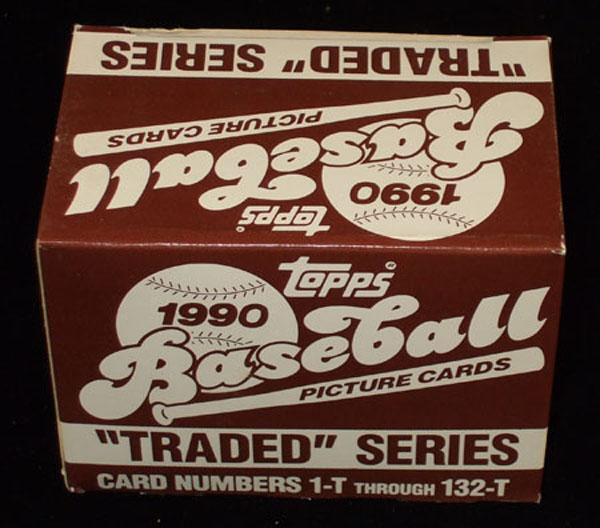 "TRADED" SERIES
PICTURE CARDS
Baseball
1990
TOPPS
TOPPS
1990
Baseball
PICTURE CARDS
"TRADED" SERIES
CARD NUMBERS 1-T THROUGH 132-T